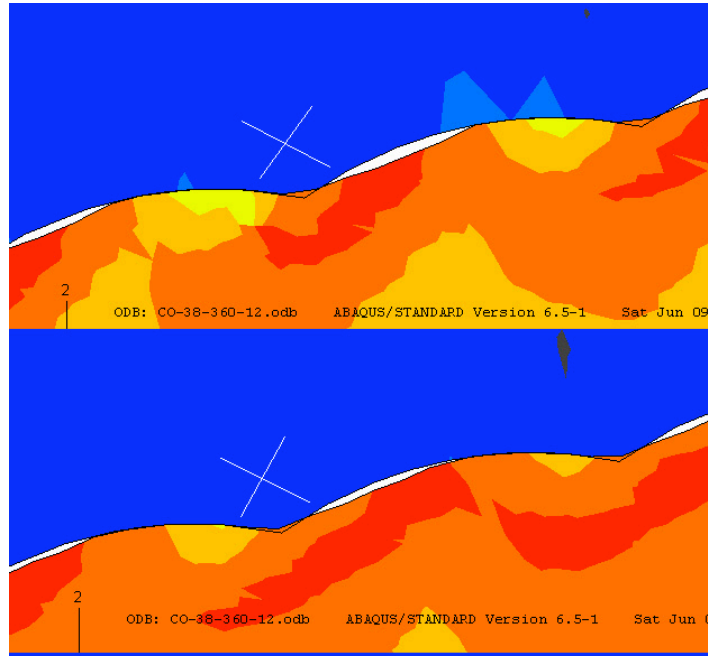 2
ODB: CO-38-360-12.odb ABAQUS/STANDARD Version 6.5-1 Sat Jun 09
2
ODB: CO-38-360-12.odb ABAQUS/STANDARD Version 6.5-1 Sat Jun